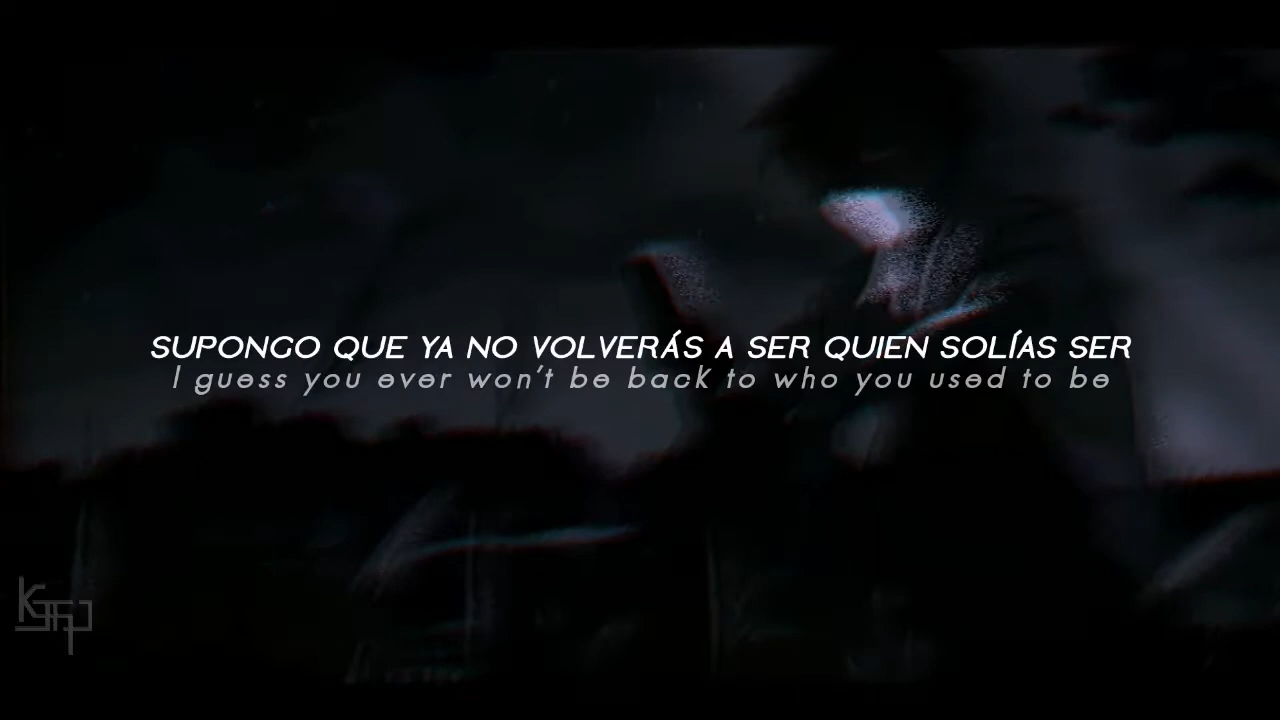 SUPONGO QUE YA NO VOLVERÁS A SER QUIEN SOLÍAS SER
I guess you ever won't be back to who you used to be